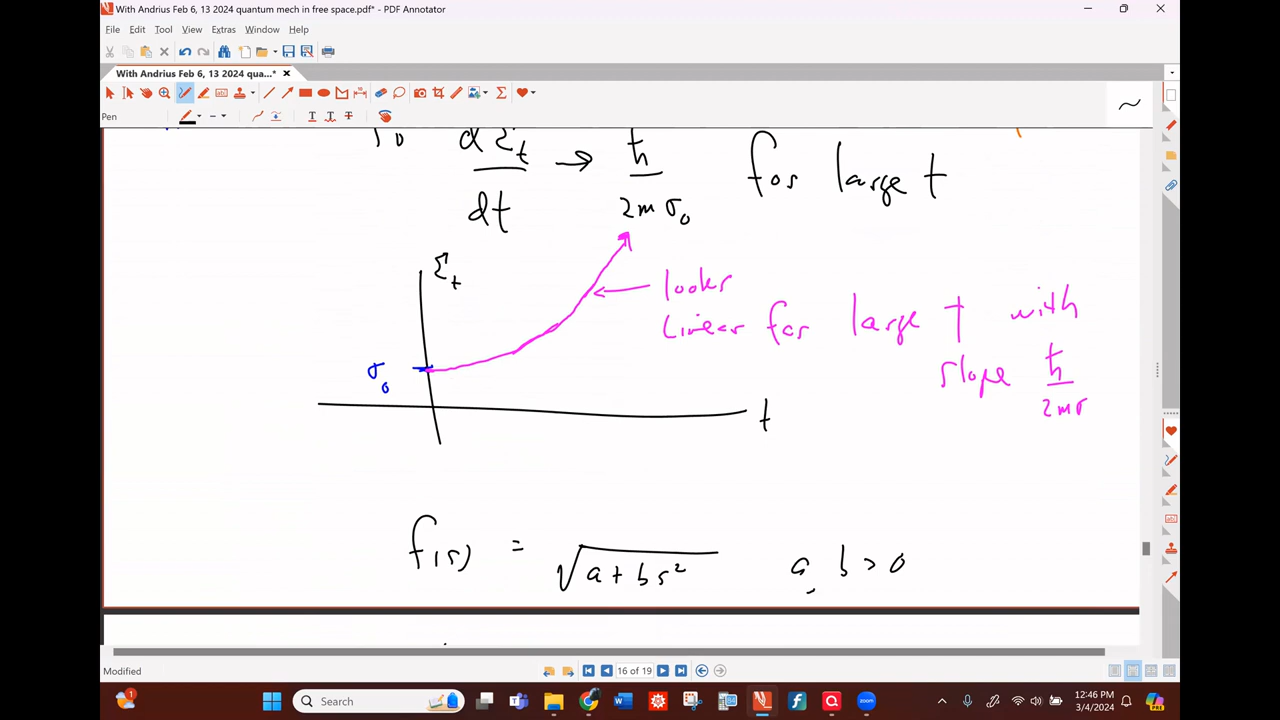 With Andrius Feb 6, 13 2024 quantum mech in free space.pdf* - PDF Annotator
File Edit Tool View Extras Window Help
With Andrius Feb 6, 13 2024 qua...*
Pen
dΣt/dt → ħ/2mσ0 for large t
Σt
looks
Linear for large t with
slope ħ/2mσ
σ0
t
f(s) = √a + bs² a, b > 0
Modified
16 of 19
1
Search
12:46 PM
3/4/2024